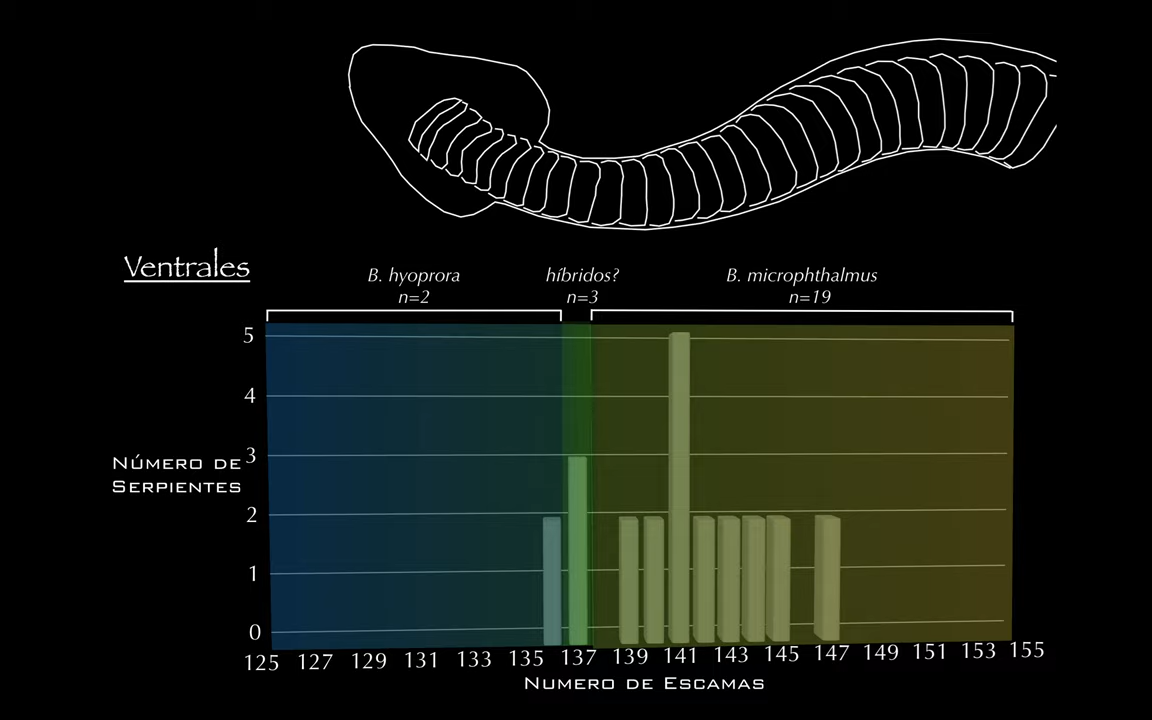 Ventrales
B. hyoprora
n=2
híbridos?
n=3
B. microphthalmus
n=19
5
4
3
2
1
0
Número de
Serpientes
125 127 129 131 133 135 137 139 141 143 145 147 149 151 153 155
Numero de Escamas